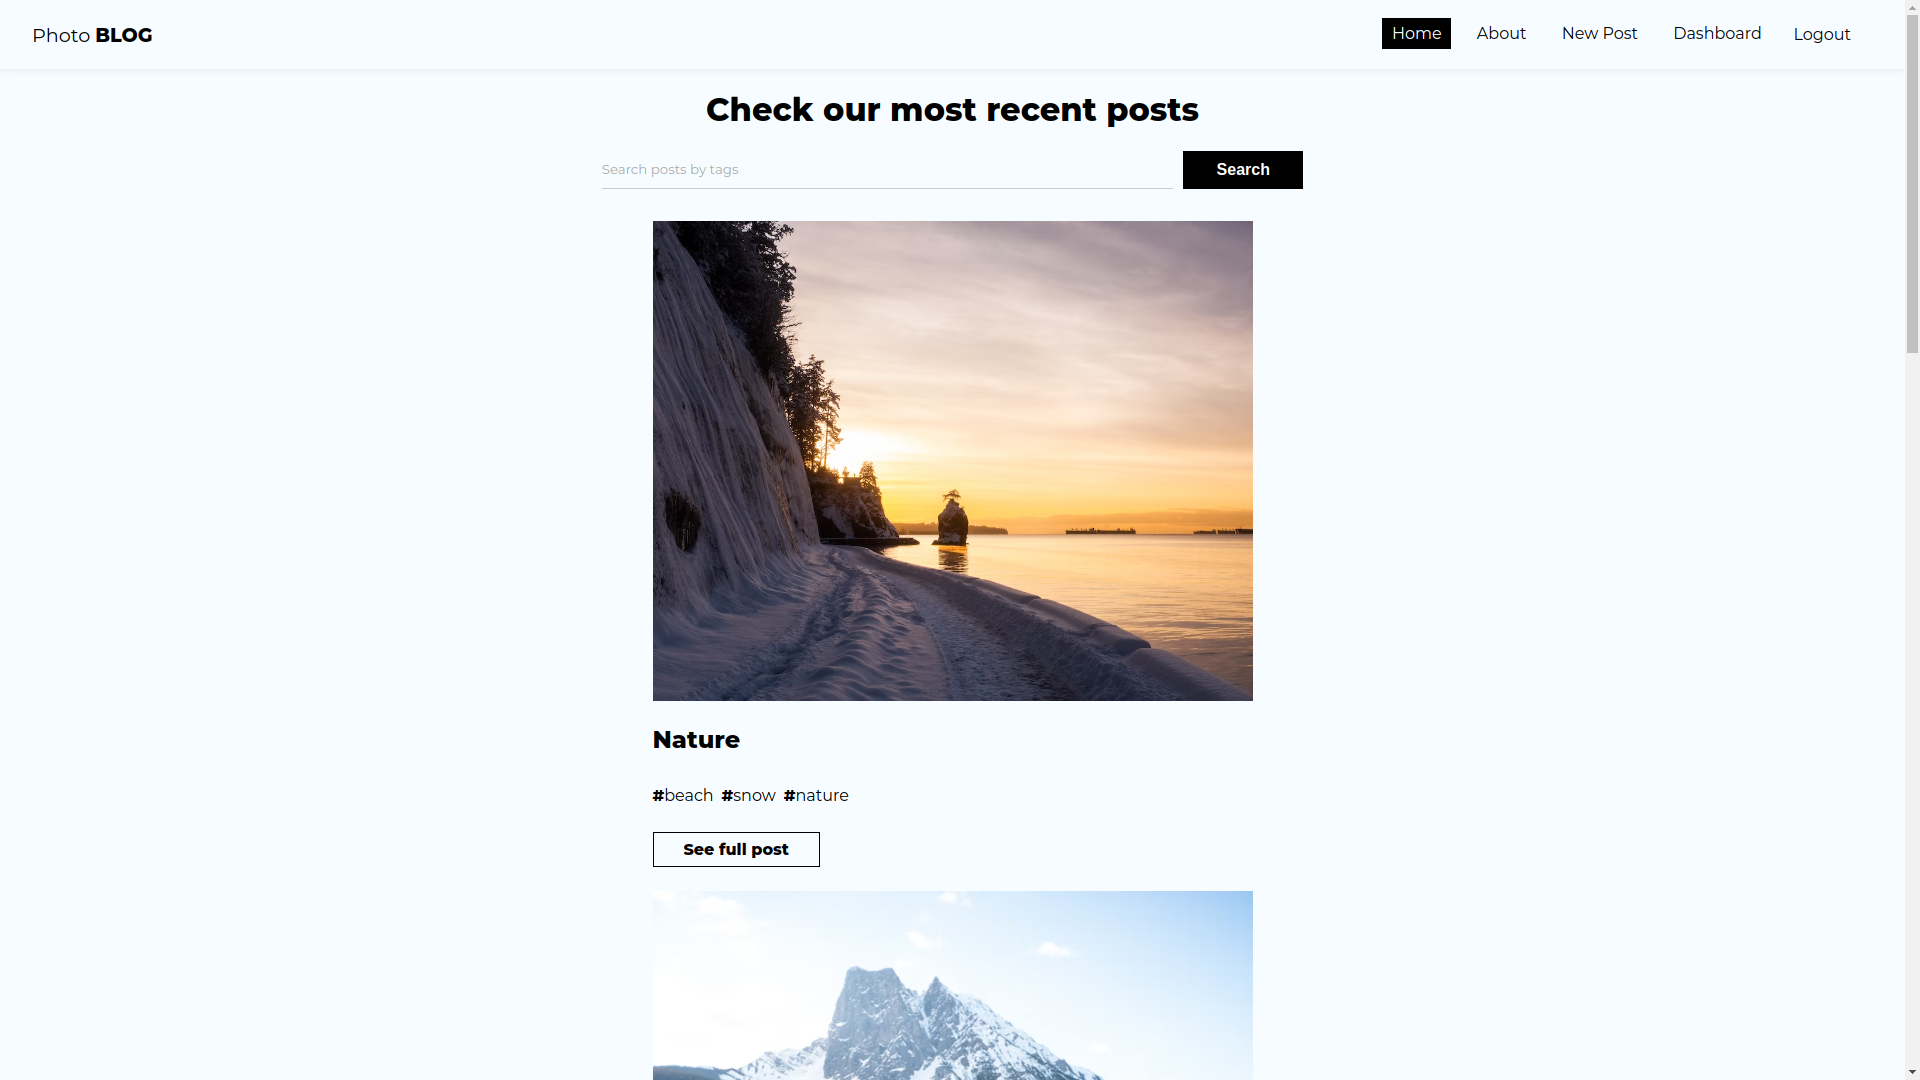 Photo BLOG
Home About New Post Dashboard Logout
Check our most recent posts
Search posts by tags Search
Nature
#beach #snow #nature
See full post